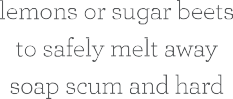 lemons or sugar beets
to safely melt away
soap scum and hard